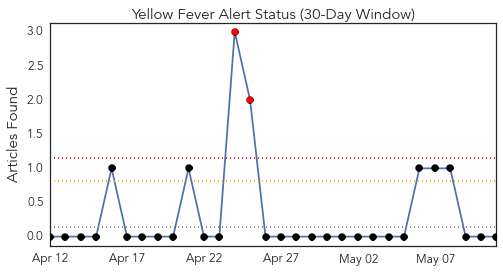 Yellow Fever Alert Status (30-Day Window)
Articles Found
3.0
2.5
2.0
1.5
1.0
0.5
0.0
Apr 12 Apr 17 Apr 22 Apr 27 May 02 May 07